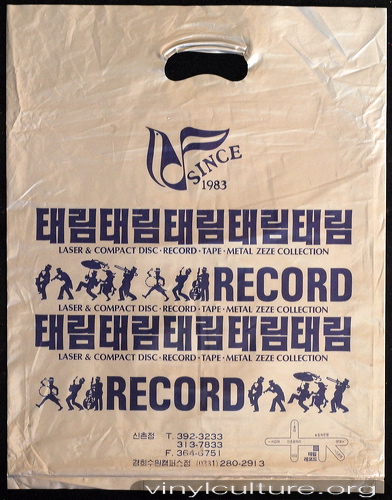 SINCE
1983
태림태림태림태림태림
LASER & COMPACT DISC·RECORD·TAPE·METAL ZEZE COLLECTION
RECORD
LASER & COMPACT DISC·RECORD·TAPE·METAL ZEZE COLLECTION
태림태림태림태림태림
LASER & COMPACT DISC·RECORD·TAPE·METAL ZEZE COLLECTION
RECORD
신촌점 T. 392-3233
313-7833
F. 364-6751
경희수원캠퍼스점 (0331) 280-2913
vinylculture.org